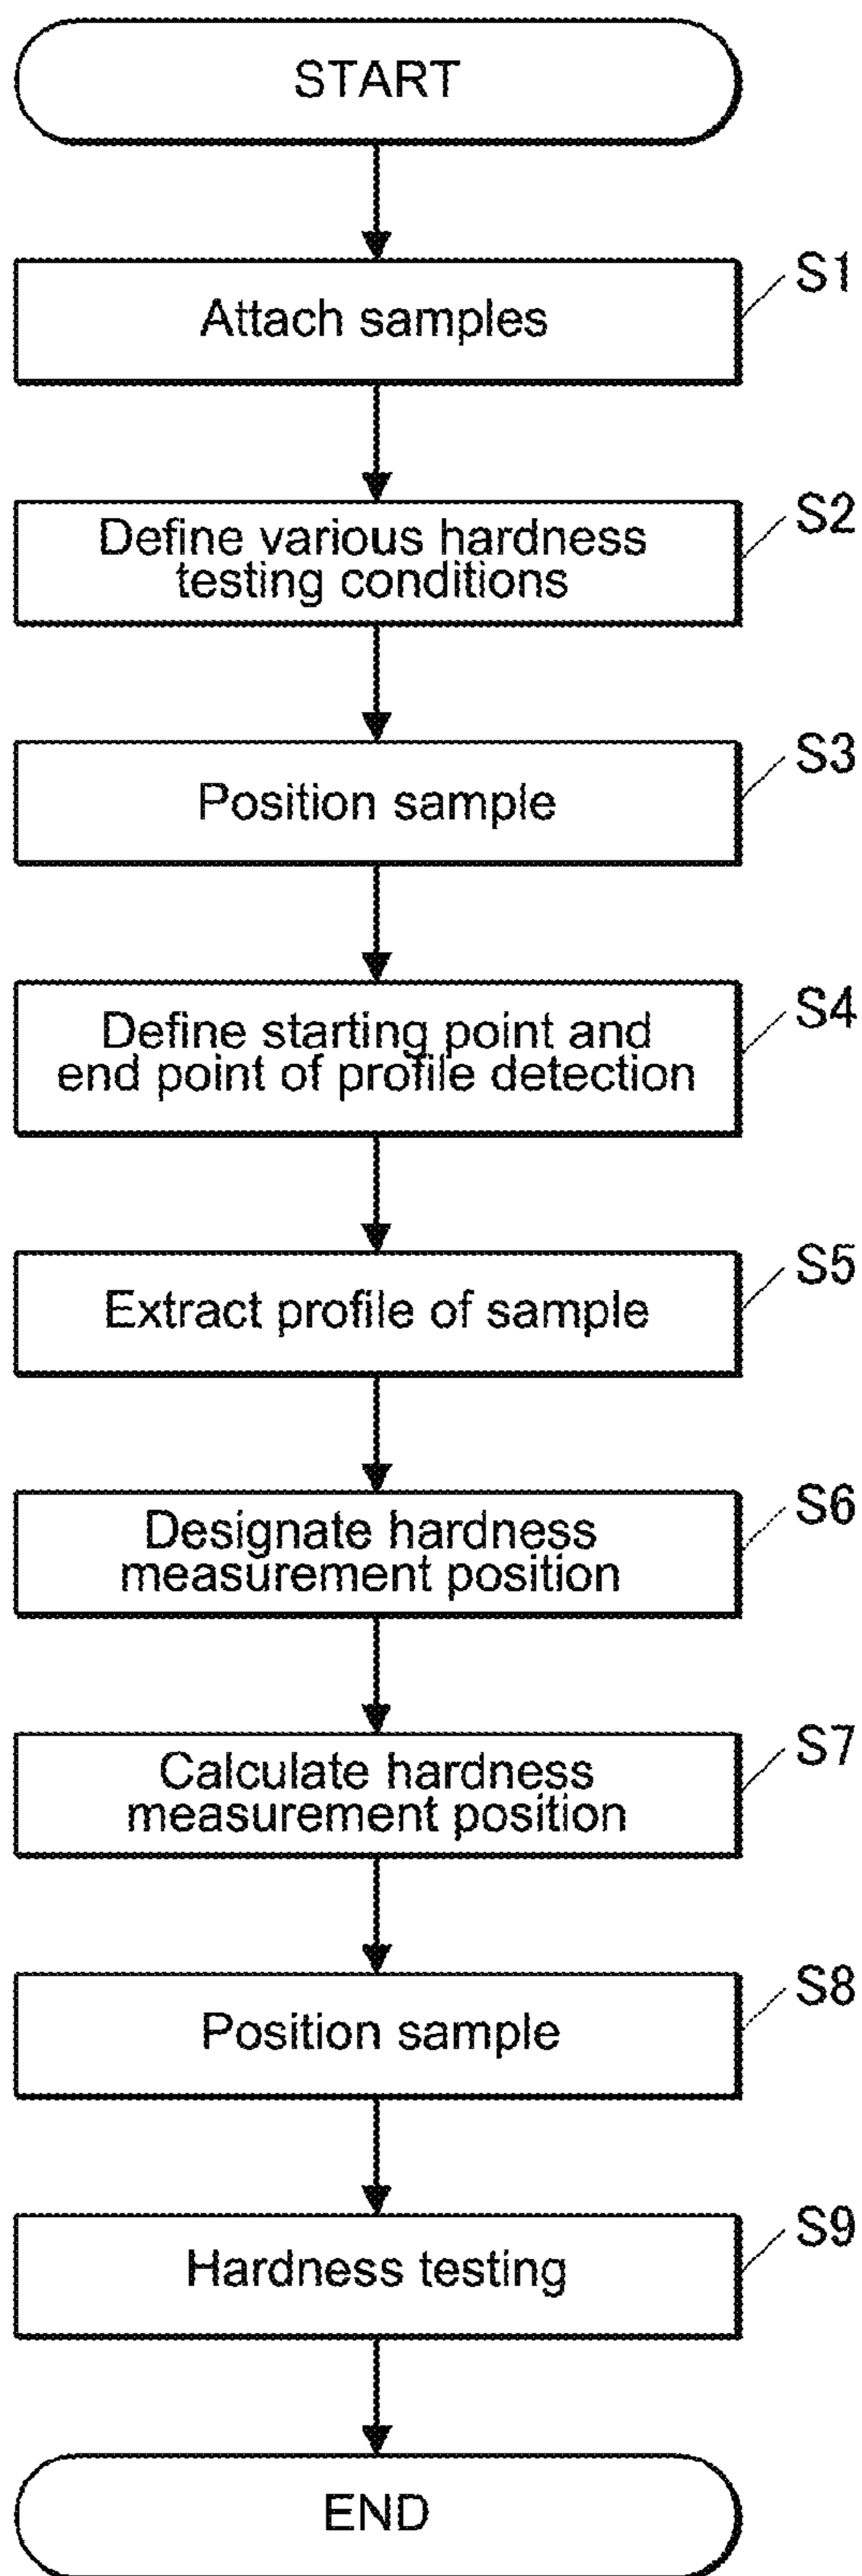 START
S1
Attach samples
S2
Define various hardness
testing conditions
S3
Position sample
S4
Define starting point and
end point of profile detection
S5
Extract profile of sample
S6
Designate hardness
measurement position
S7
Calculate hardness
measurement position
S8
Position sample
S9
Hardness testing
END